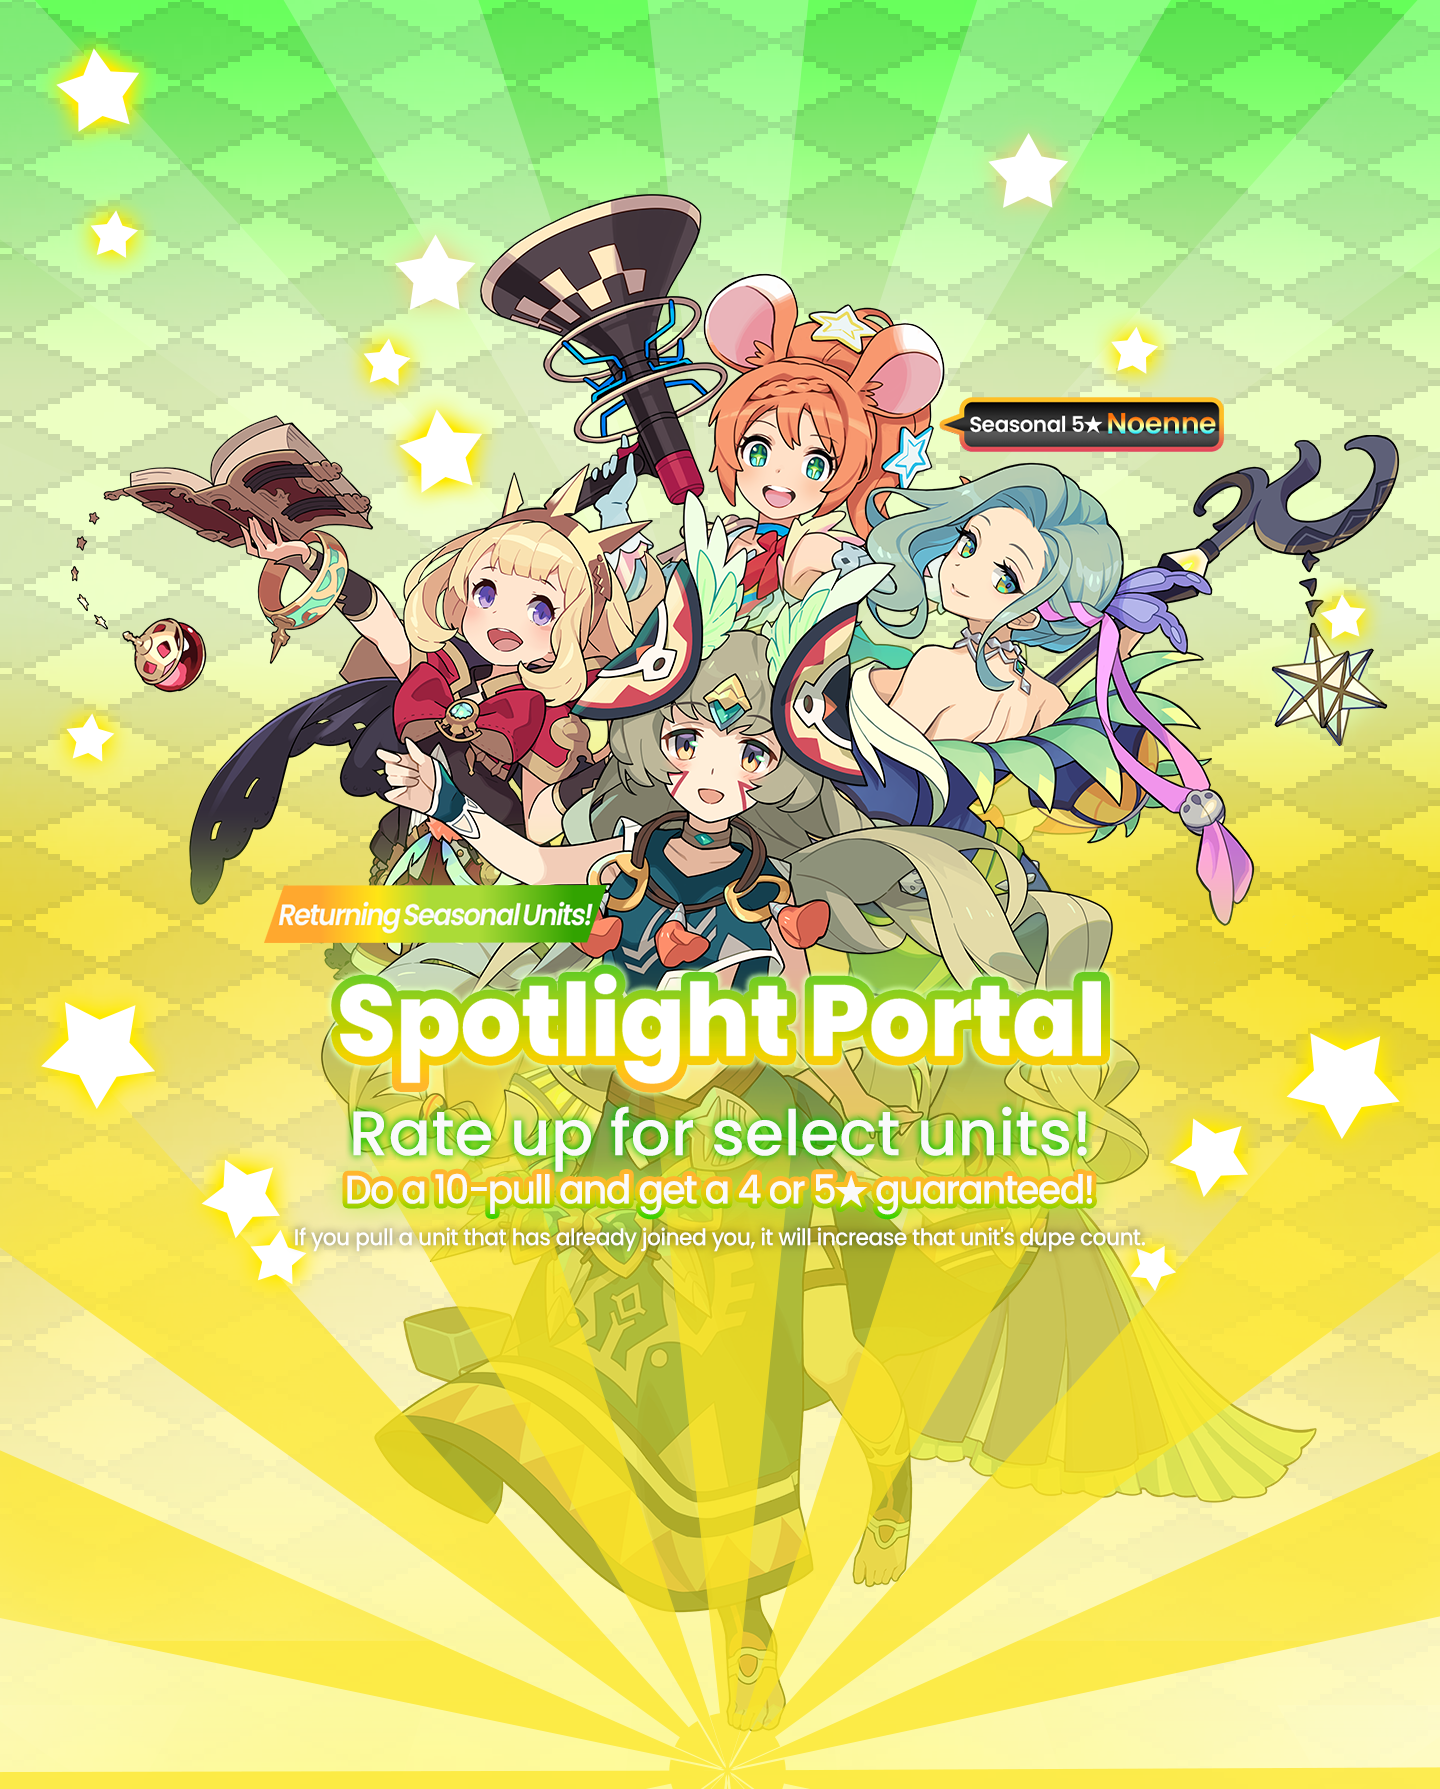 Seasonal 5★ Noenne
Returning Seasonal Units!
Spotlight Portal
Rate up for select units!
Do a 10-pull and get a 4 or 5★ guaranteed!
If you pull a unit that has already joined you, it will increase that unit's dupe count.